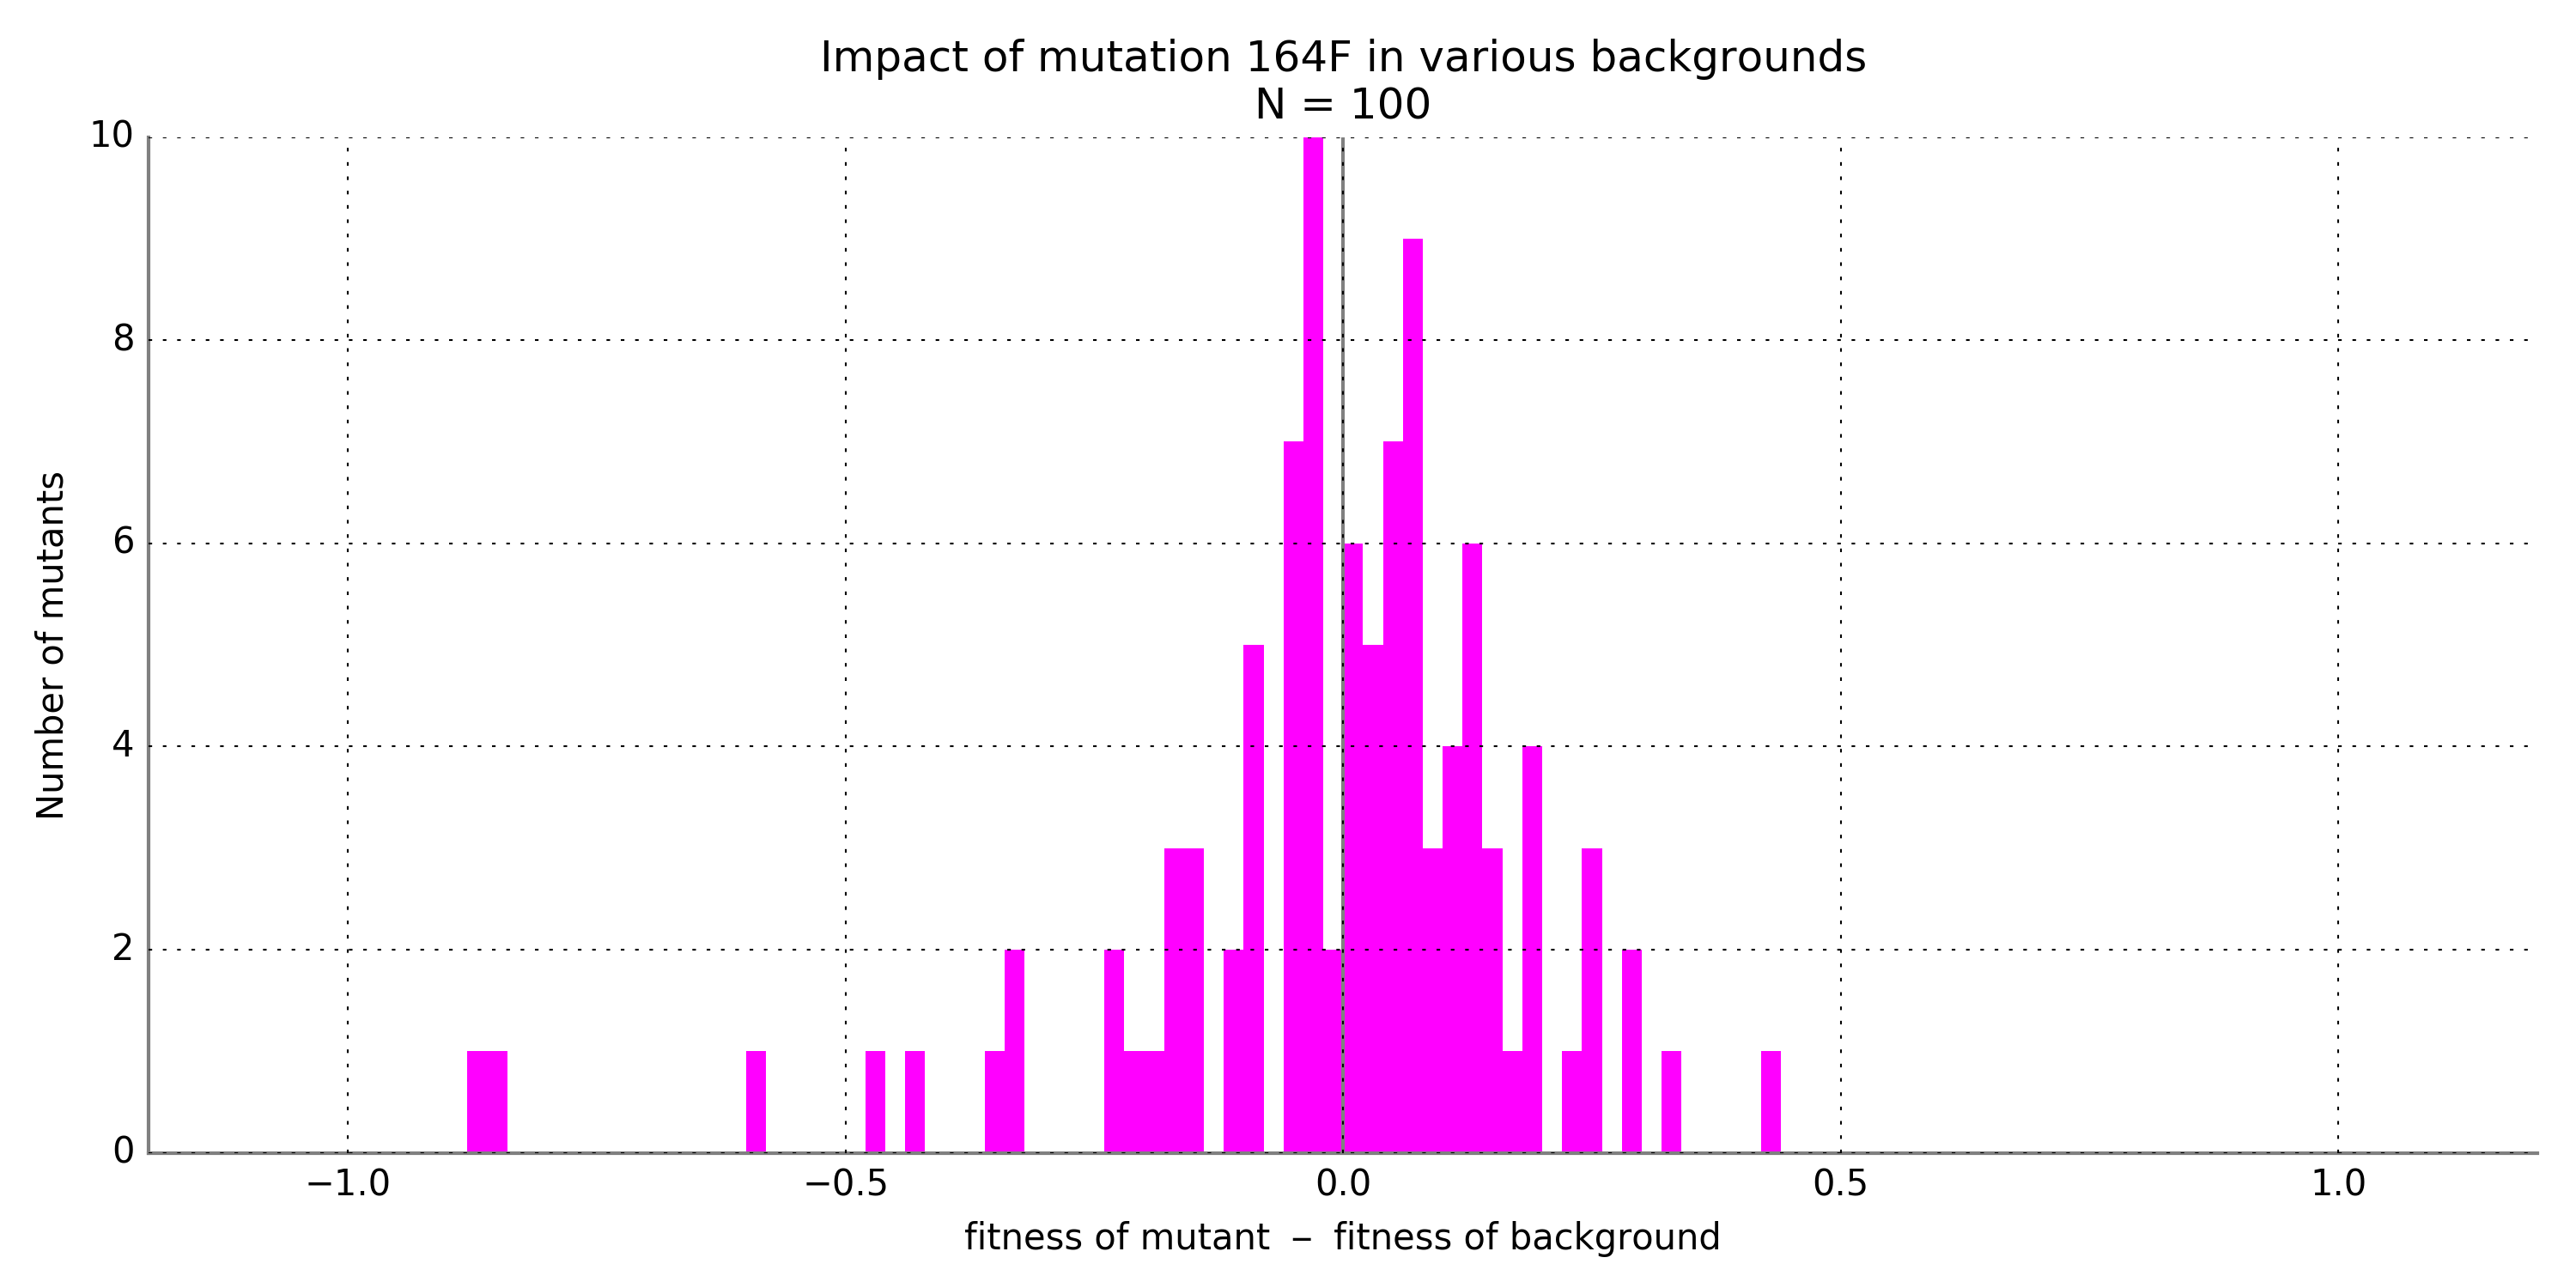 Impact of mutation 164F in various backgrounds
N = 100
10
8
6
4
2
0
Number of mutants
−1.0
−0.5
0.0
0.5
1.0
fitness of mutant – fitness of background